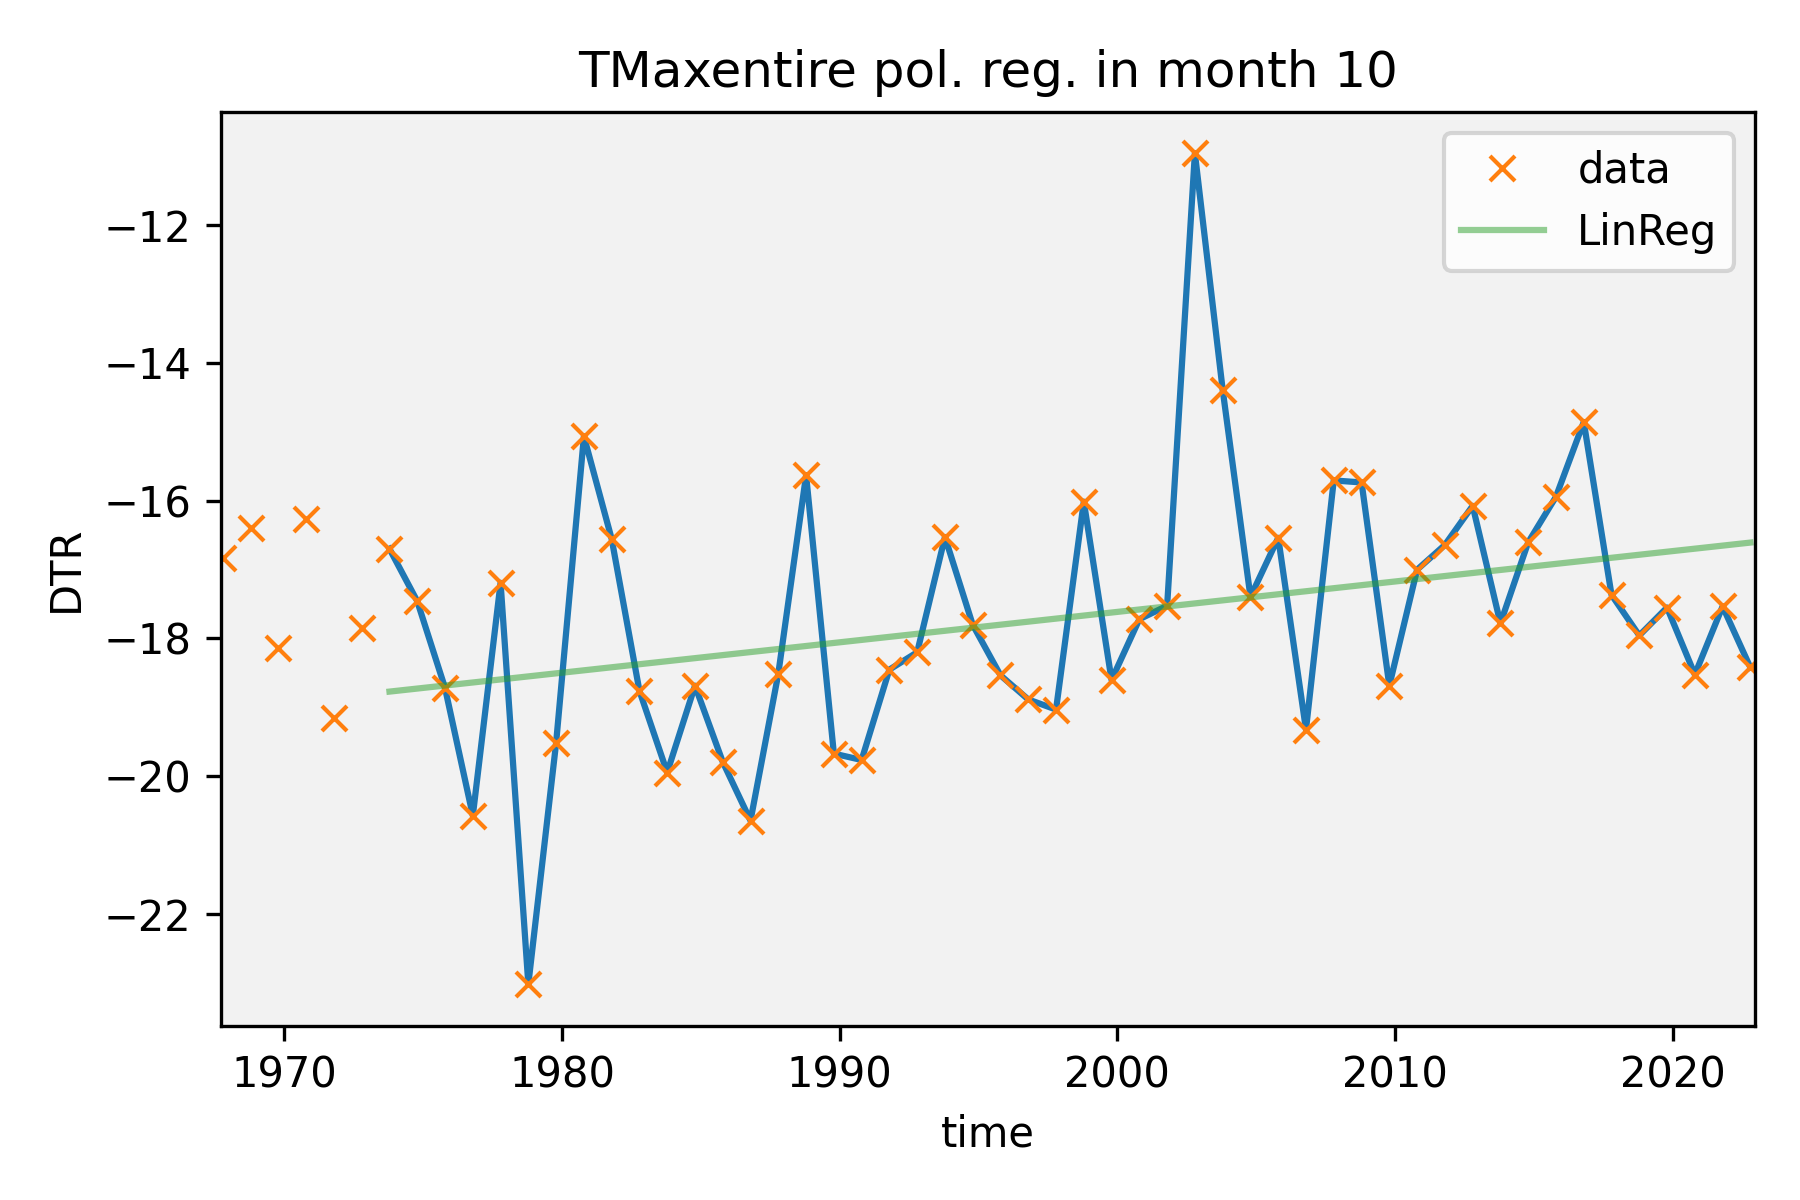 TMaxentire pol. reg. in month 10
data
LinReg
DTR
−12
−14
−16
−18
−20
−22
1970 1980 1990 2000 2010 2020
time